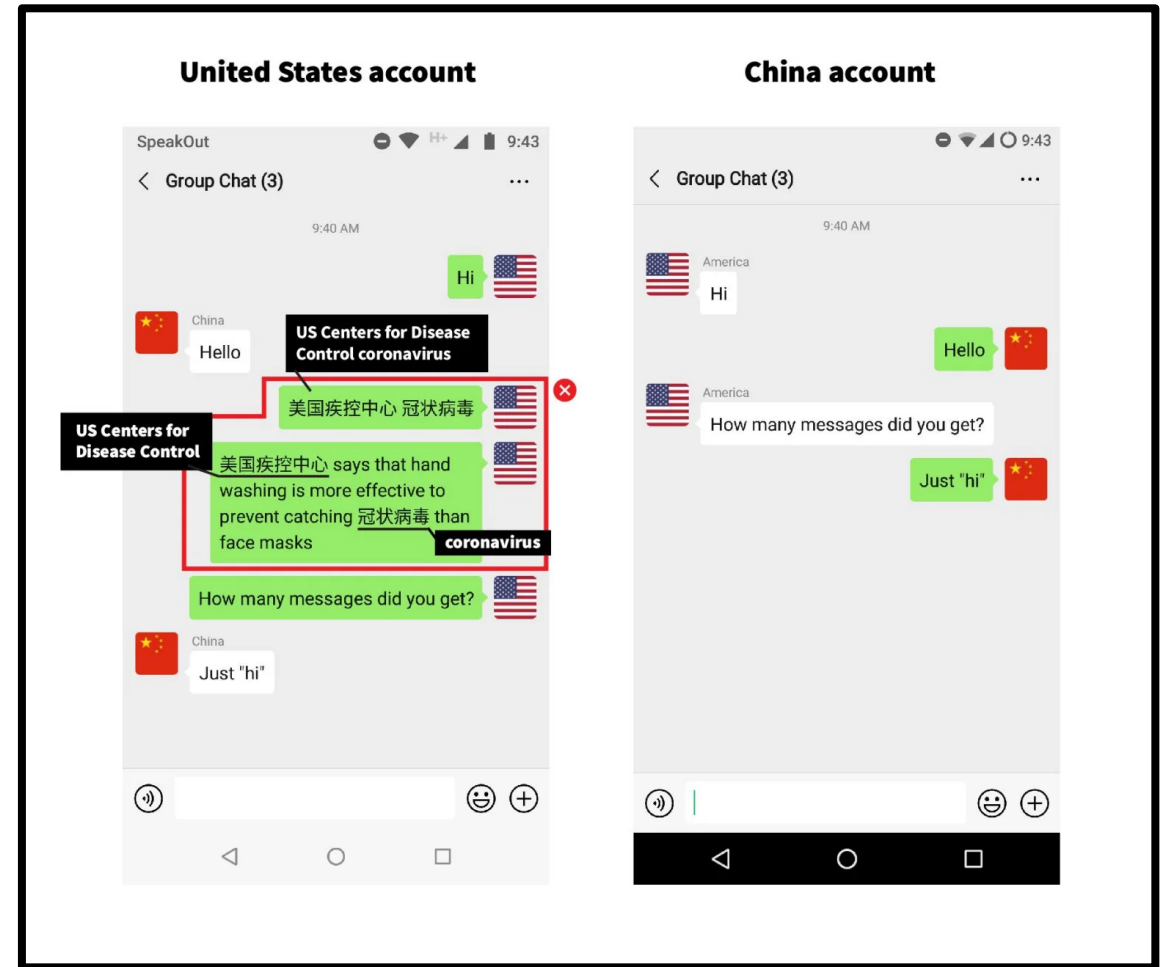 United States account
SpeakOut
H+
9:43
Group Chat (3)
9:40 AM
Hi
China
Hello
US Centers for Disease
Control coronavirus
美国疾控中心 冠状病毒
US Centers for
Disease Control
美国疾控中心 says that hand
washing is more effective to
prevent catching 冠状病毒 than
face masks
coronavirus
How many messages did you get?
China
Just "hi"
China account
9:43
Group Chat (3)
9:40 AM
America
Hi
Hello
America
How many messages did you get?
Just "hi"